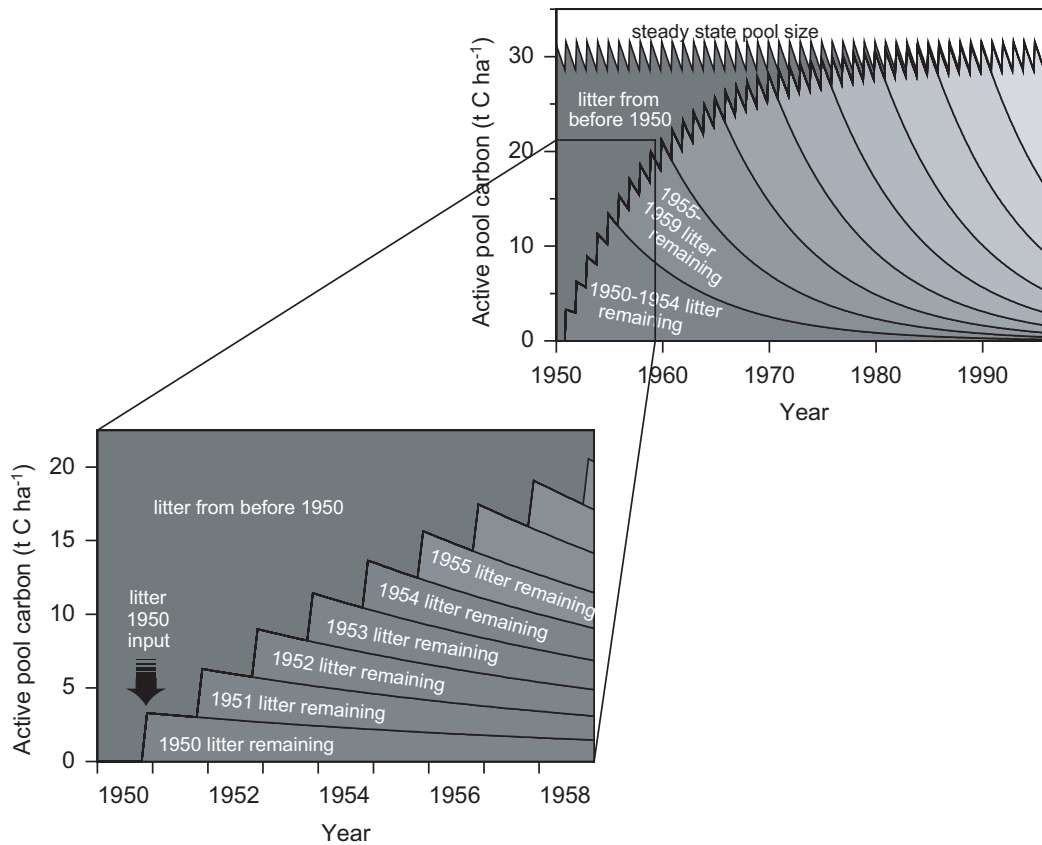 steady state pool size
30
20
10
0
Active pool carbon (t C ha⁻¹)
litter from
before 1950
1955-
1959 litter
remaining
1950-1954 litter
remaining
1950
1960
1970
1980
1990
Year
20
15
10
5
0
Active pool carbon (t C ha⁻¹)
litter from before 1950
litter
1950
input
1955 litter remaining
1954 litter remaining
1953 litter remaining
1952 litter remaining
1951 litter remaining
1950 litter remaining
1950
1952
1954
1956
1958
Year